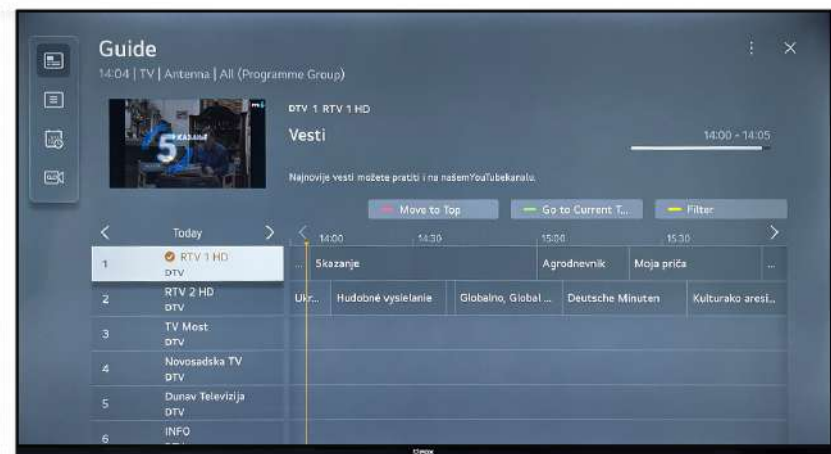 Guide
14:04 | TV | Antenna | All (Programme Group)
DTV 1 RTV 1 HD
Vesti
14:00 - 14:05
Najnovije vesti možete pratiti i na našemYouTubekanalu.
5 КАЗАЊЕ
Move to Top
Go to Current T...
Filter
Today
14:00 14:30 15:00 15:30
1 RTV 1 HD
DTV
... Skazanje Agrodnevnik Moja priča ...
2 RTV 2 HD
DTV
Ukr... Hudobné vysielanie Globalno, Global ... Deutsche Minuten Kulturako aresi...
3 TV Most
DTV
4 Novosadska TV
DTV
5 Dunav Televizija
DTV
6 INFO